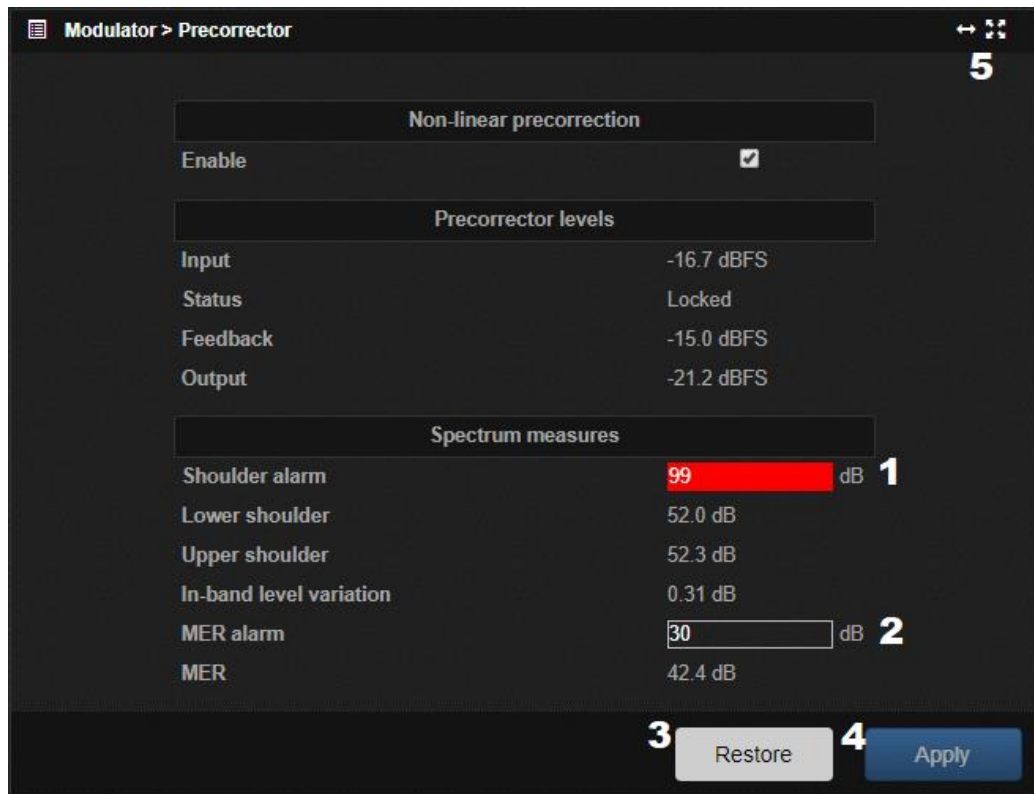 Modulator > Precorrector
5
Non-linear precorrection
Enable
Precorrector levels
Input -16.7 dBFS
Status Locked
Feedback -15.0 dBFS
Output -21.2 dBFS
Spectrum measures
Shoulder alarm 99 dB 1
Lower shoulder 52.0 dB
Upper shoulder 52.3 dB
In-band level variation 0.31 dB
MER alarm 30 dB 2
MER 42.4 dB
3 Restore 4 Apply